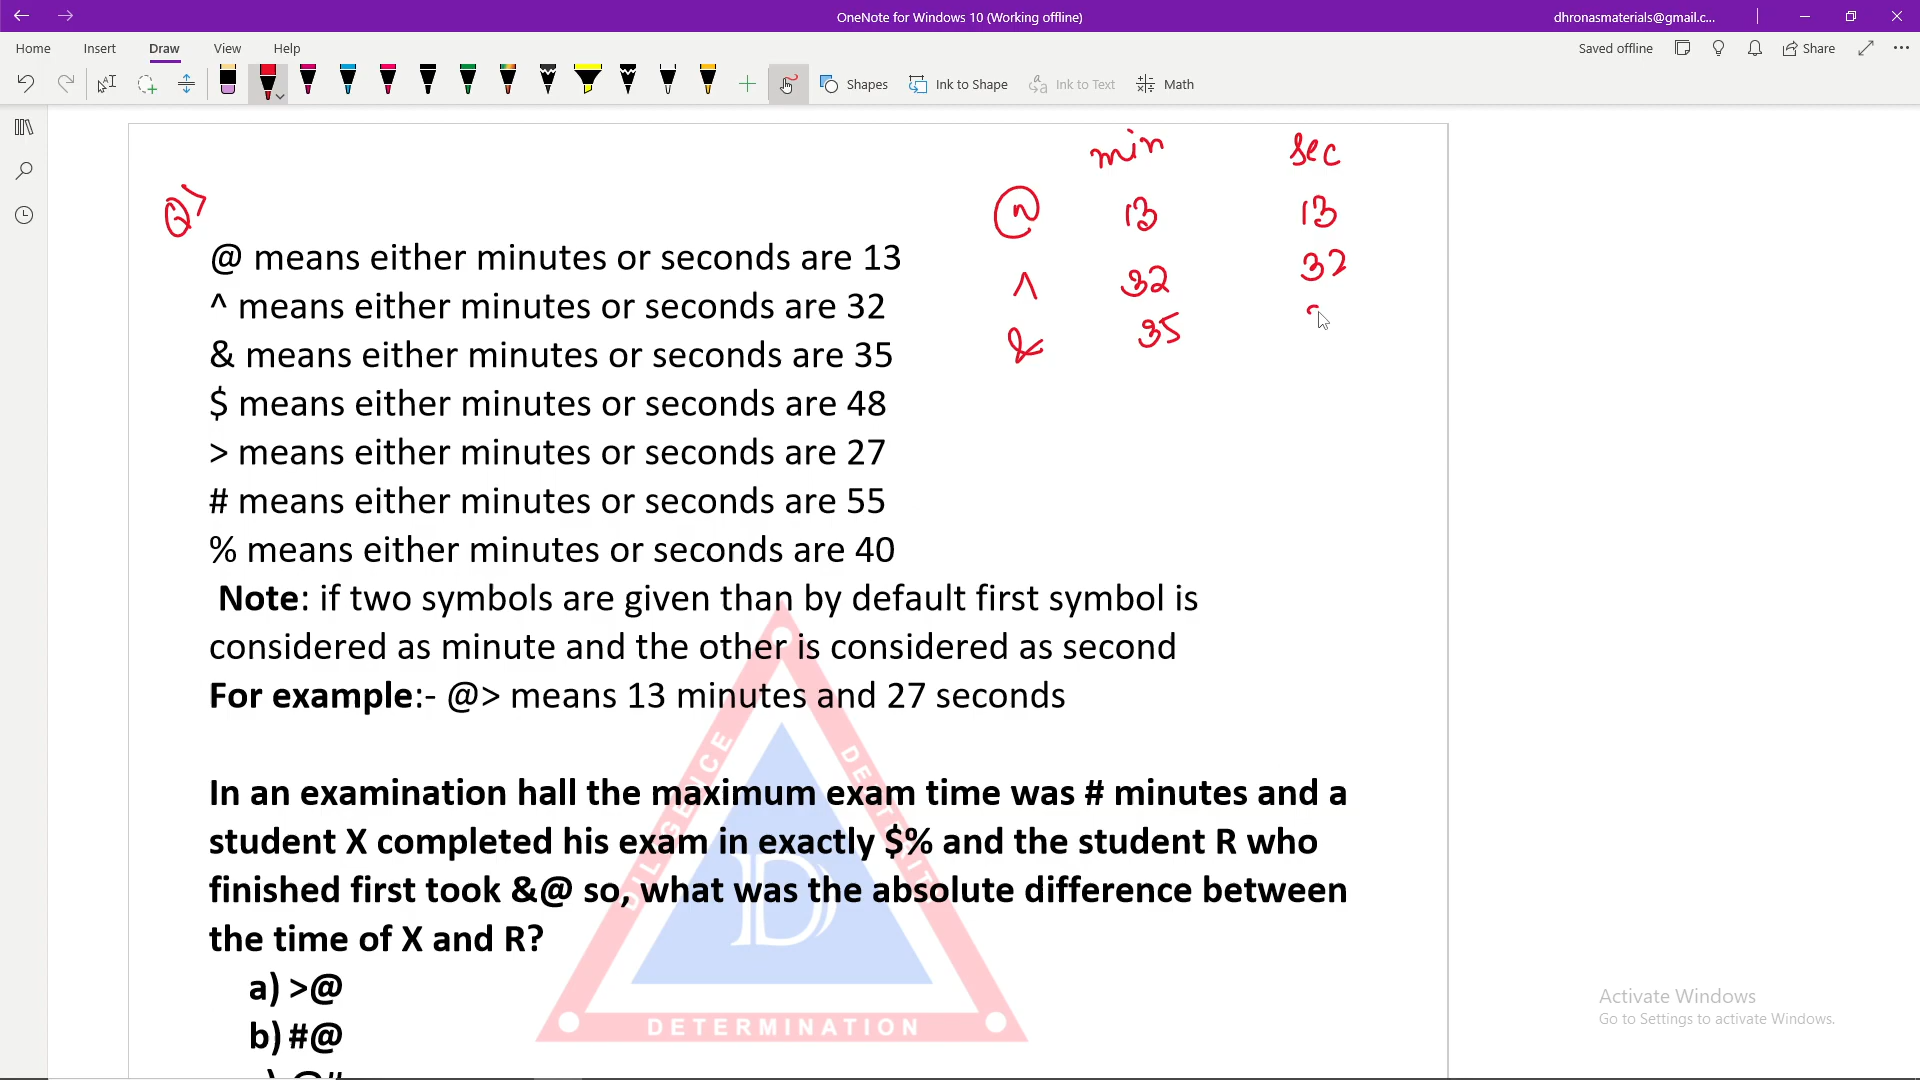 OneNote for Windows 10 (Working offline)
dhronasmaterials@gmail.c...
Home Insert Draw View Help
Saved offline
Share
Shapes
Ink to Shape
Ink to Text
Math
min sec
Q>
@ 13 13
^ 32 32
& 35
@ means either minutes or seconds are 13
^ means either minutes or seconds are 32
& means either minutes or seconds are 35
$ means either minutes or seconds are 48
> means either minutes or seconds are 27
# means either minutes or seconds are 55
% means either minutes or seconds are 40
Note: if two symbols are given than by default first symbol is
considered as minute and the other is considered as second
For example:- @> means 13 minutes and 27 seconds
In an examination hall the maximum exam time was # minutes and a
student X completed his exam in exactly $% and the student R who
finished first took &@ so, what was the absolute difference between
the time of X and R?
a) >@
b) #@
DILIGENCE
D
DETERMINATION
Activate Windows
Go to Settings to activate Windows.